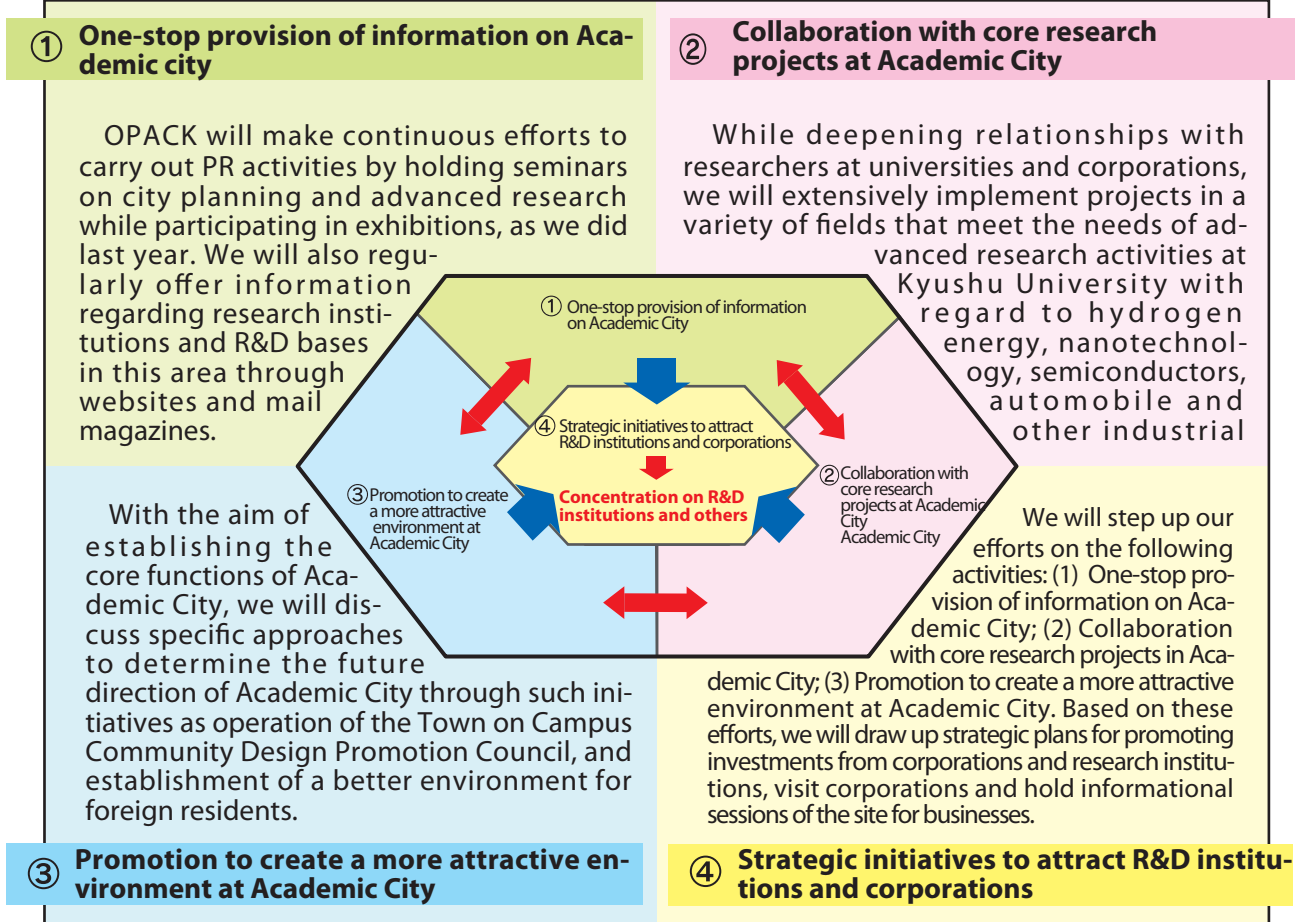 ① One-stop provision of information on Aca-
demic city
OPACK will make continuous efforts to
carry out PR activities by holding seminars
on city planning and advanced research
while participating in exhibitions, as we did
last year. We will also regu-
larly offer information
regarding research insti-
tutions and R&D bases
in this area through
websites and mail
magazines.
② Collaboration with core research
projects at Academic City
While deepening relationships with
researchers at universities and corporations,
we will extensively implement projects in a
variety of fields that meet the needs of ad-
vanced research activities at
Kyushu University with
regard to hydrogen
energy, nanotechnol-
ogy, semiconductors,
automobile and
other industrial
① One-stop provision of information
on Academic City
④ Strategic initiatives to attract
R&D institutions and corporations
Concentration on R&D
institutions and others
③ Promotion to create
a more attractive
environment at
Academic City
② Collaboration with
core research
projects at Academic
City
Academic City
With the aim of
establishing the
core functions of Aca-
demic City, we will dis-
cuss specific approaches
to determine the future
direction of Academic City through such ini-
tiatives as operation of the Town on Campus
Community Design Promotion Council, and
establishment of a better environment for
foreign residents.
③ Promotion to create a more attractive en-
vironment at Academic City
We will step up our
efforts on the following
activities: (1) One-stop pro-
vision of information on Aca-
demic City; (2) Collaboration
with core research projects in Aca-
demic City; (3) Promotion to create a more attractive
environment at Academic City. Based on these
efforts, we will draw up strategic plans for promoting
investments from corporations and research institu-
tions, visit corporations and hold informational
sessions of the site for businesses.
④ Strategic initiatives to attract R&D institu-
tions and corporations